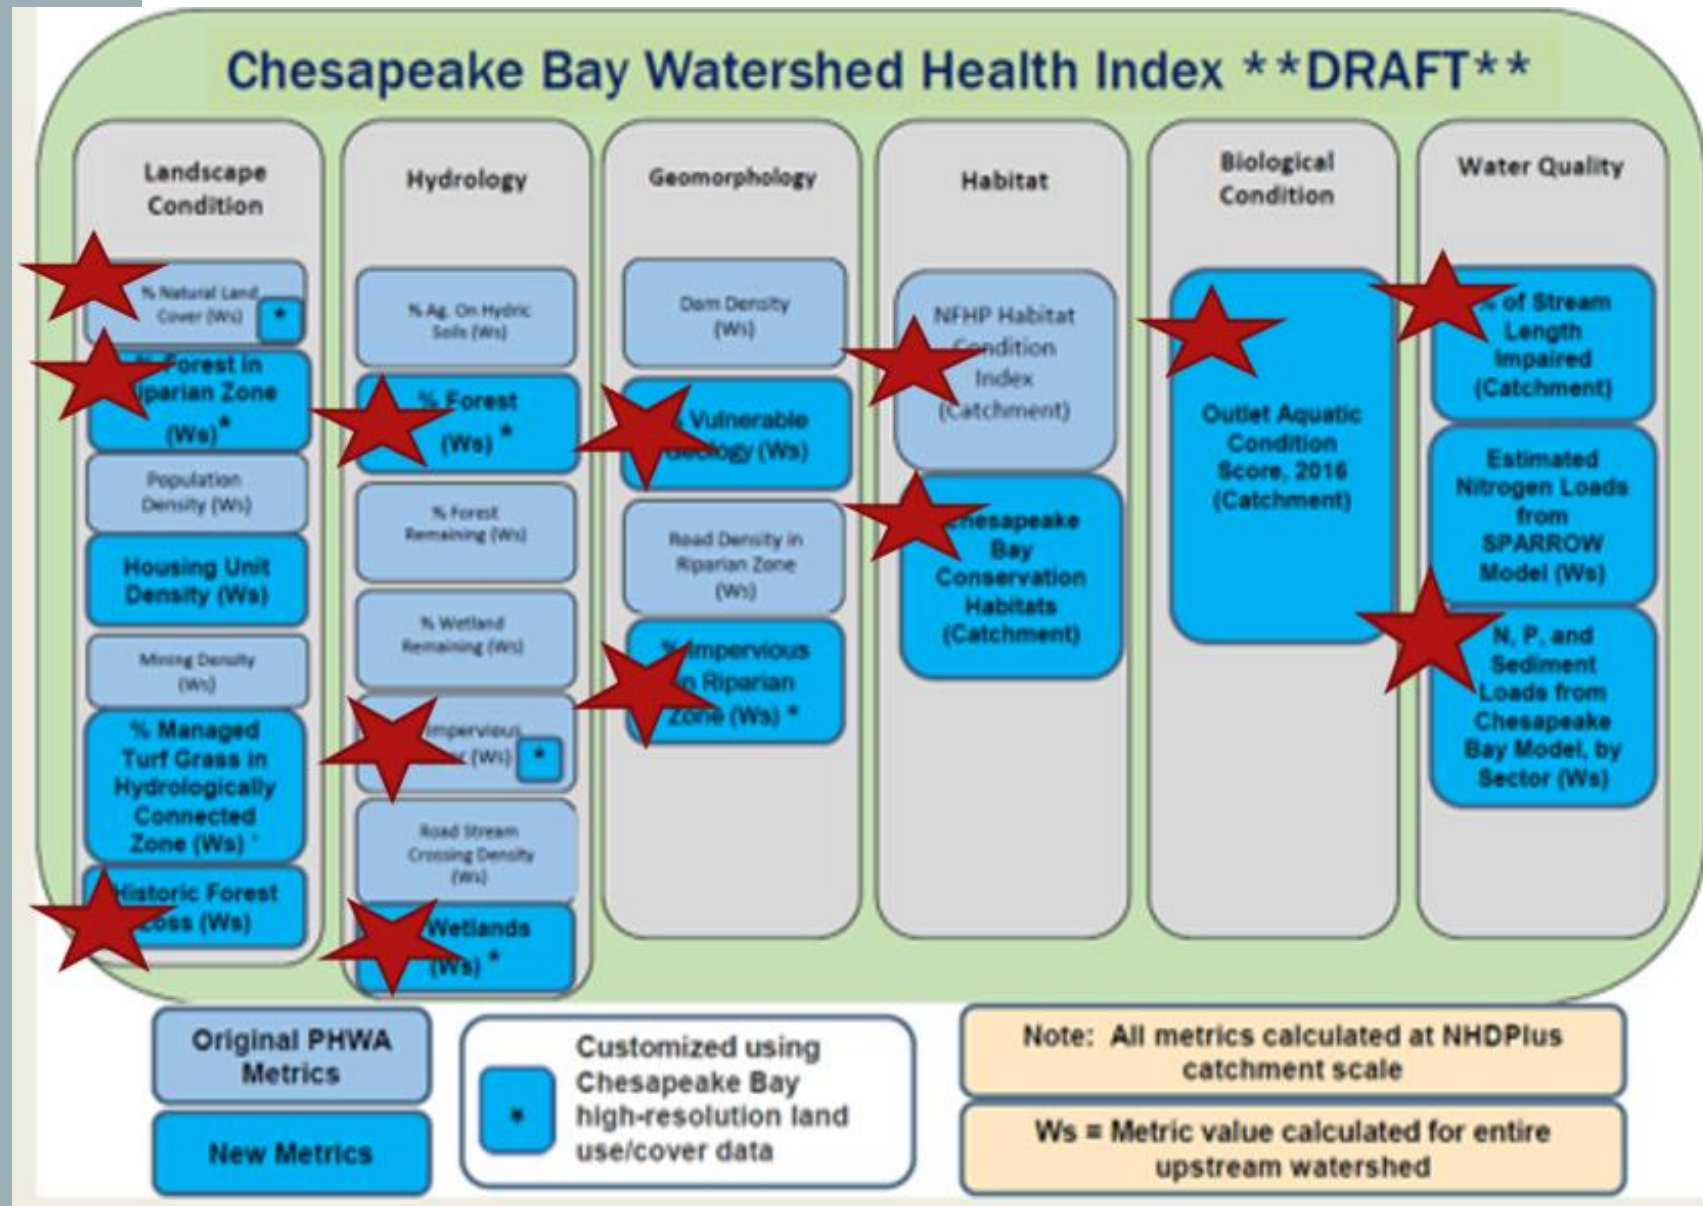 Chesapeake Bay Watershed Health Index **DRAFT**
Landscape
Condition
% Natural Land
Cover (Ws)
*
% Forest in
Riparian Zone
(Ws)*
Population
Density (Ws)
Housing Unit
Density (Ws)
Mining Density
(Ws)
% Managed
Turf Grass in
Hydrologically
Connected
Zone (Ws) *
Historic Forest
Loss (Ws)
Hydrology
% Ag. On Hydric
Soils (Ws)
% Forest
(Ws) *
% Forest
Remaining (Ws)
% Wetland
Remaining (Ws)
Impervious
(Ws)
*
Road Stream
Crossing Density
(Ws)
Wetlands
(Ws) *
Geomorphology
Dam Density
(Ws)
% Vulnerable
Geology (Ws)
Road Density in
Riparian Zone
(Ws)
% Impervious
in Riparian
Zone (Ws) *
Habitat
NFHP Habitat
Condition
Index
(Catchment)
Chesapeake
Bay
Conservation
Habitats
(Catchment)
Biological
Condition
Outlet Aquatic
Condition
Score, 2016
(Catchment)
Water Quality
% of Stream
Length
Impaired
(Catchment)
Estimated
Nitrogen Loads
from
SPARROW
Model (Ws)
N, P, and
Sediment
Loads from
Chesapeake
Bay Model, by
Sector (Ws)
Original PHWA
Metrics
New Metrics
*
Customized using
Chesapeake Bay
high-resolution land
use/cover data
Note: All metrics calculated at NHDPlus
catchment scale
Ws = Metric value calculated for entire
upstream watershed